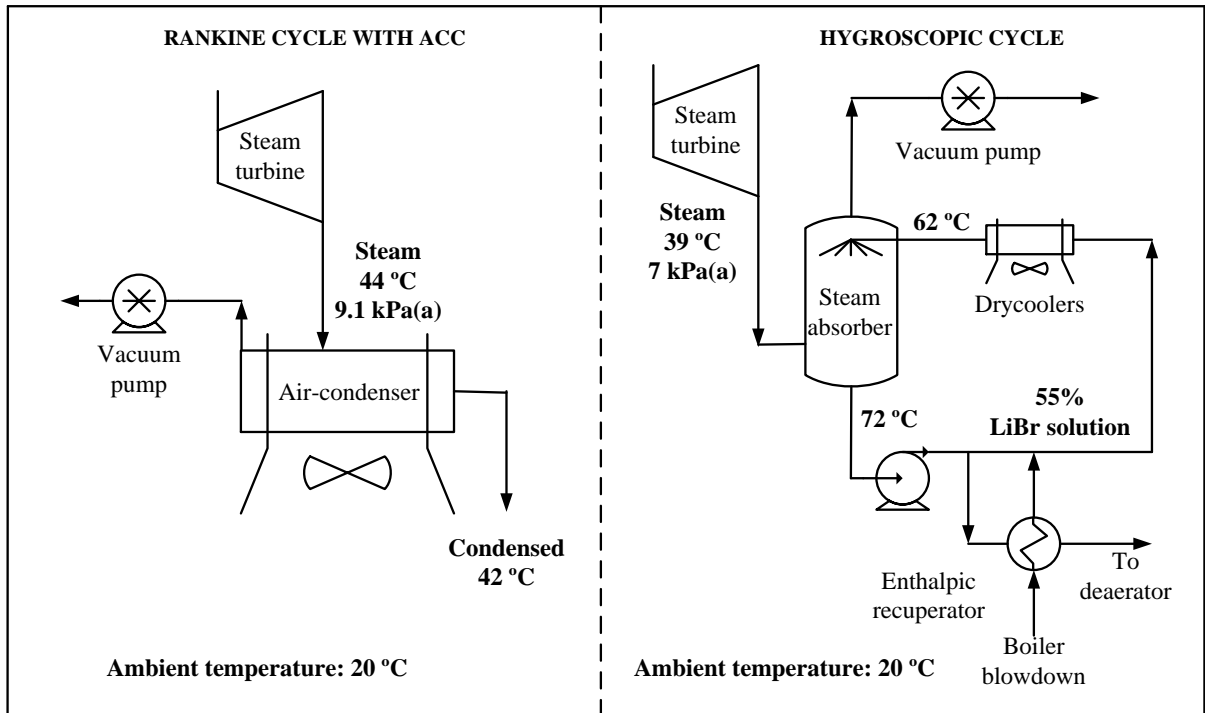 RANKINE CYCLE WITH ACC
Steam
turbine
Steam
44 ºC
9.1 kPa(a)
Vacuum
pump
Air-condenser
Condensed
42 ºC
Ambient temperature: 20 ºC
HYGROSCOPIC CYCLE
Steam
turbine
Vacuum pump
Steam
39 ºC
7 kPa(a)
62 ºC
Steam
absorber
Drycoolers
72 ºC
55%
LiBr solution
Enthalpic
recuperator
To
deaerator
Boiler
blowdown
Ambient temperature: 20 ºC